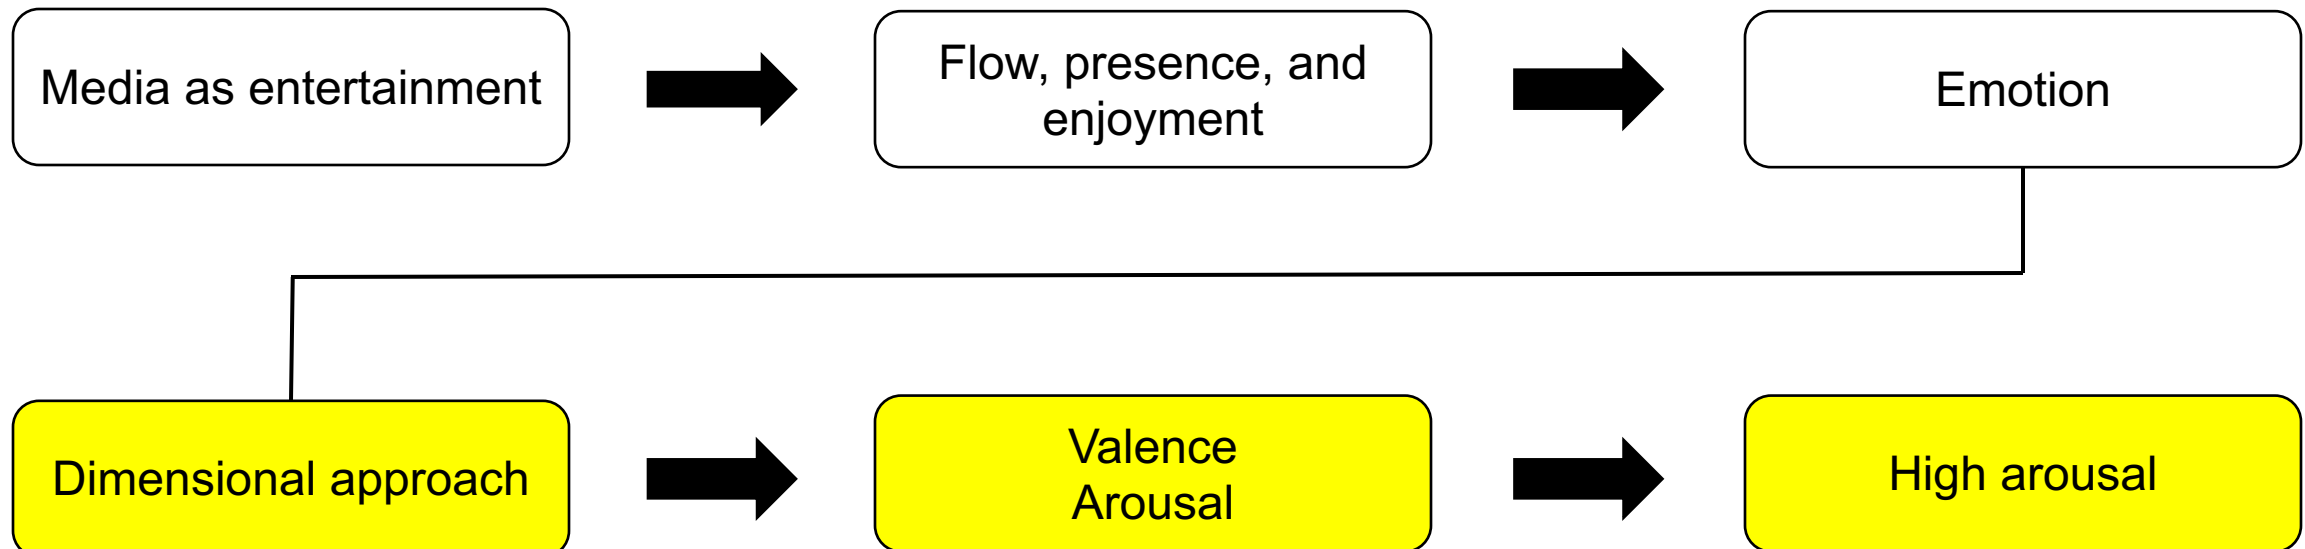 Media as entertainment
Flow, presence, and
enjoyment
Emotion
Dimensional approach
Valence
Arousal
High arousal